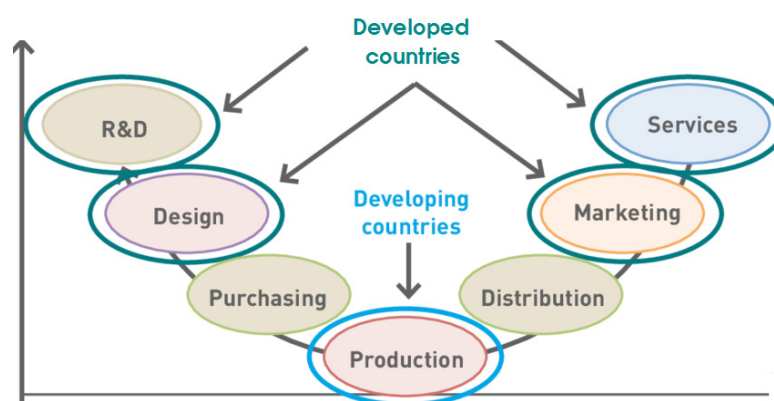 Developed
countries
R&D
Services
Design
Developing
countries
Marketing
Purchasing
Distribution
Production